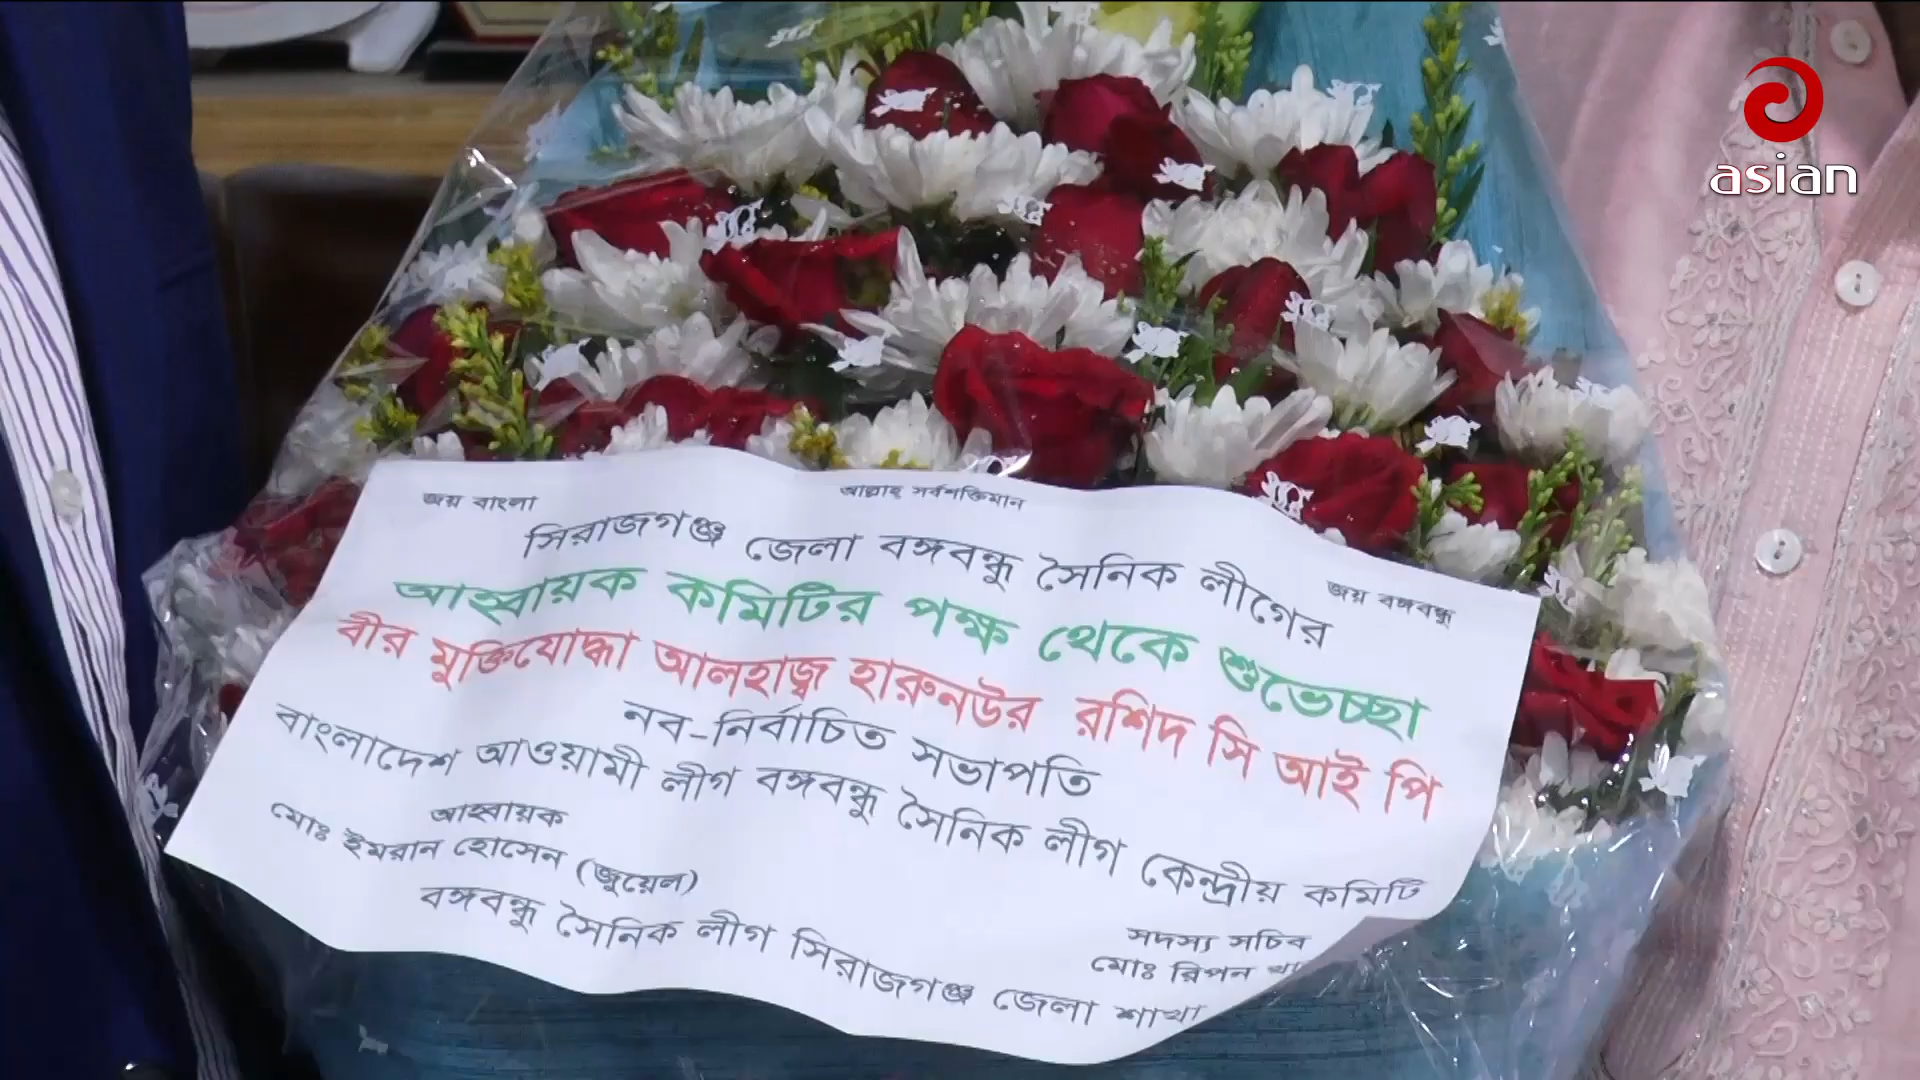 asian
জয় বাংলা
আল্লাহ সর্বশক্তিমান
জয় বঙ্গবন্ধু
সিরাজগঞ্জ জেলা বঙ্গবন্ধু সৈনিক লীগের
আহ্বায়ক কমিটির পক্ষ থেকে শুভেচ্ছা
বীর মুক্তিযোদ্ধা আলহাজ্ব হারুনউর রশিদ সি আই পি
নব-নির্বাচিত সভাপতি
বাংলাদেশ আওয়ামী লীগ বঙ্গবন্ধু সৈনিক লীগ কেন্দ্রীয় কমিটি
আহ্বায়ক
মোঃ ইমরান হোসেন (জুয়েল)
সদস্য সচিব
মোঃ রিপন
বঙ্গবন্ধু সৈনিক লীগ সিরাজগঞ্জ জেলা শাখা